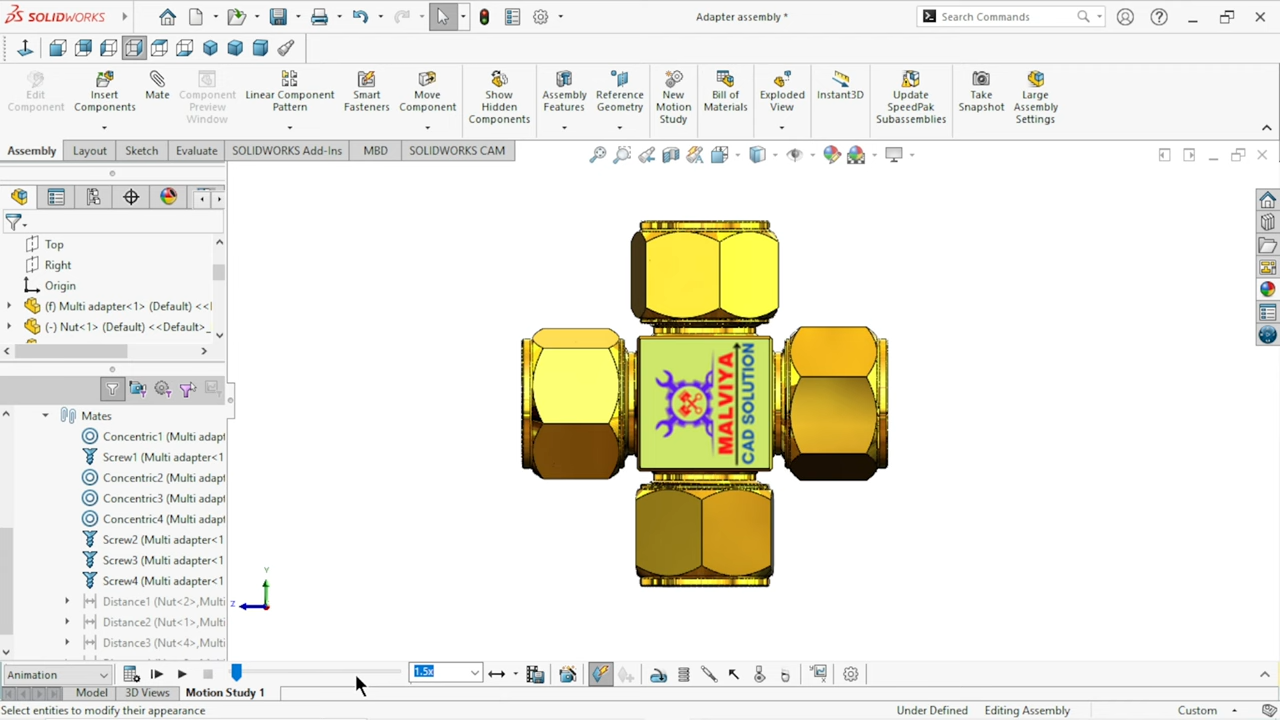 SOLIDWORKS
Adapter assembly *
Search Commands
Edit Component
Insert Components
Mate
Component Preview Window
Linear Component Pattern
Smart Fasteners
Move Component
Show Hidden Components
Assembly Features
Reference Geometry
New Motion Study
Bill of Materials
Exploded View
Instant3D
Update SpeedPak Subassemblies
Take Snapshot
Large Assembly Settings
Assembly
Layout
Sketch
Evaluate
SOLIDWORKS Add-Ins
MBD
SOLIDWORKS CAM
Top
Right
Origin
(f) Multi adapter<1> (Default) <<
(-) Nut<1> (Default) <<Default>_
MALVIYA
CAD SOLUTION
Mates
Concentric1 (Multi adapt
Screw1 (Multi adapter<1
Concentric2 (Multi adapt
Concentric3 (Multi adapt
Concentric4 (Multi adapt
Screw2 (Multi adapter<1
Screw3 (Multi adapter<1
Screw4 (Multi adapter<1
Distance1 (Nut<2>,Multi
Distance2 (Nut<1>,Multi
Distance3 (Nut<4>,Multi
Y
Z
Animation
1.5x
Model
3D Views
Motion Study 1
Select entities to modify their appearance
Under Defined
Editing Assembly
Custom